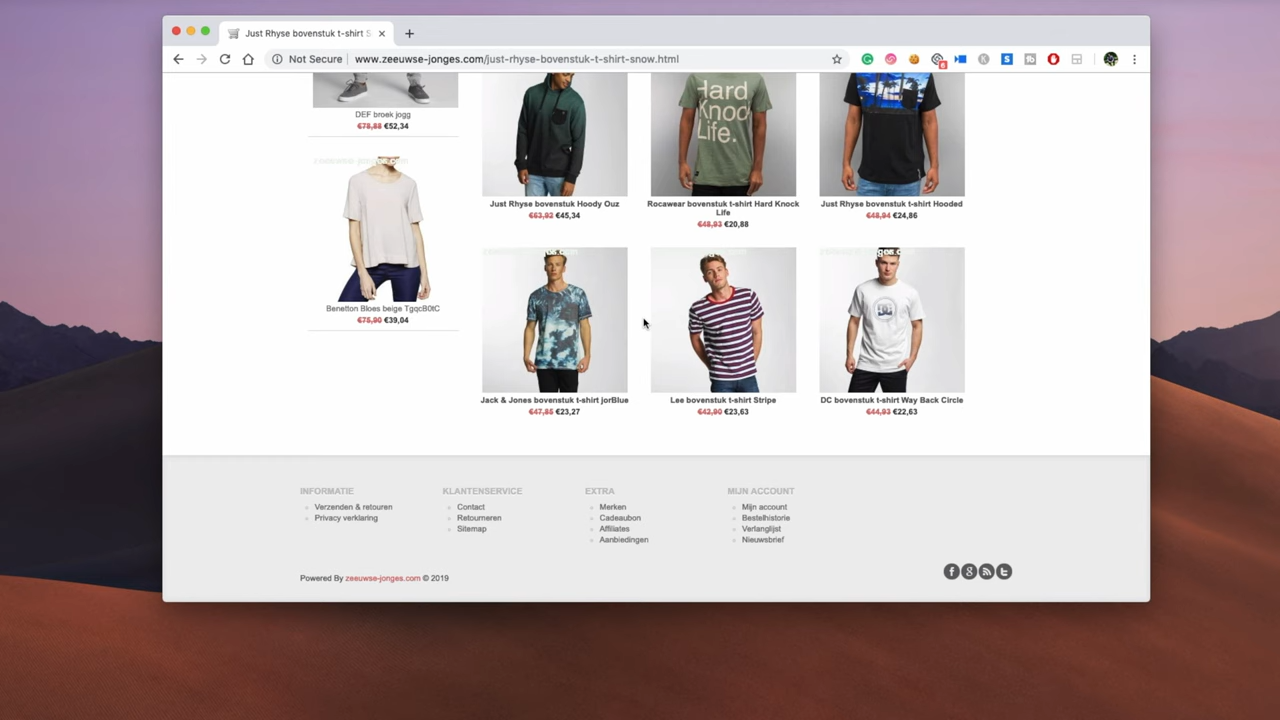 Just Rhyse bovenstuk t-shirt S
Not Secure
www.zeeuwse-jonges.com/just-rhyse-bovenstuk-t-shirt-snow.html
6
DEF broek jogg
€78,88 €52,34
zeeuwse-jonges.com
Benetton Bloes beige TgqcB0tC
€75,90 €39,04
Just Rhyse bovenstuk Hoody Ouz
€63,92 €45,34
Hard
Knoc
Life.
Rocawear bovenstuk t-shirt Hard Knock
Life
€48,93 €20,88
Just Rhyse bovenstuk t-shirt Hooded
€48,94 €24,86
Jack & Jones bovenstuk t-shirt jorBlue
€47,85 €23,27
Lee bovenstuk t-shirt Stripe
€42,90 €23,63
DC bovenstuk t-shirt Way Back Circle
€44,93 €22,63
INFORMATIE
Verzenden & retouren
Privacy verklaring
KLANTENSERVICE
Contact
Retourneren
Sitemap
EXTRA
Merken
Cadeaubon
Affiliates
Aanbiedingen
MIJN ACCOUNT
Mijn account
Bestelhistorie
Verlanglijst
Nieuwsbrief
Powered By zeeuwse-jonges.com © 2019